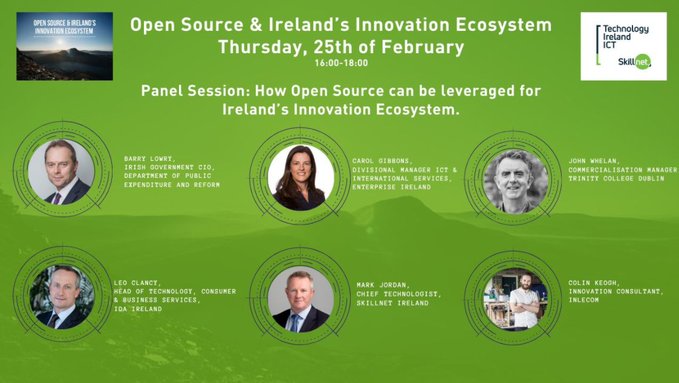 OPEN SOURCE & IRELAND'S
INNOVATION ECOSYSTEM
Open Source & Ireland's Innovation Ecosystem
Thursday, 25th of February
16:00-18:00
Technology
Ireland
ICT
Skillnet
Panel Session: How Open Source can be leveraged for
Ireland's Innovation Ecosystem.
BARRY LOWRY,
IRISH GOVERNMENT CIO,
DEPARTMENT OF PUBLIC
EXPENDITURE AND REFORM
CAROL GIBBONS,
DIVISIONAL MANAGER ICT &
INTERNATIONAL SERVICES,
ENTERPRISE IRELAND
JOHN WHELAN,
COMMERCIALISATION MANAGER
TRINITY COLLEGE DUBLIN
LEO CLANCY,
HEAD OF TECHNOLOGY, CONSUMER
& BUSINESS SERVICES,
IDA IRELAND
MARK JORDAN,
CHIEF TECHNOLOGIST,
SKILLNET IRELAND
COLIN KEOGH,
INNOVATION CONSULTANT,
INLECOM